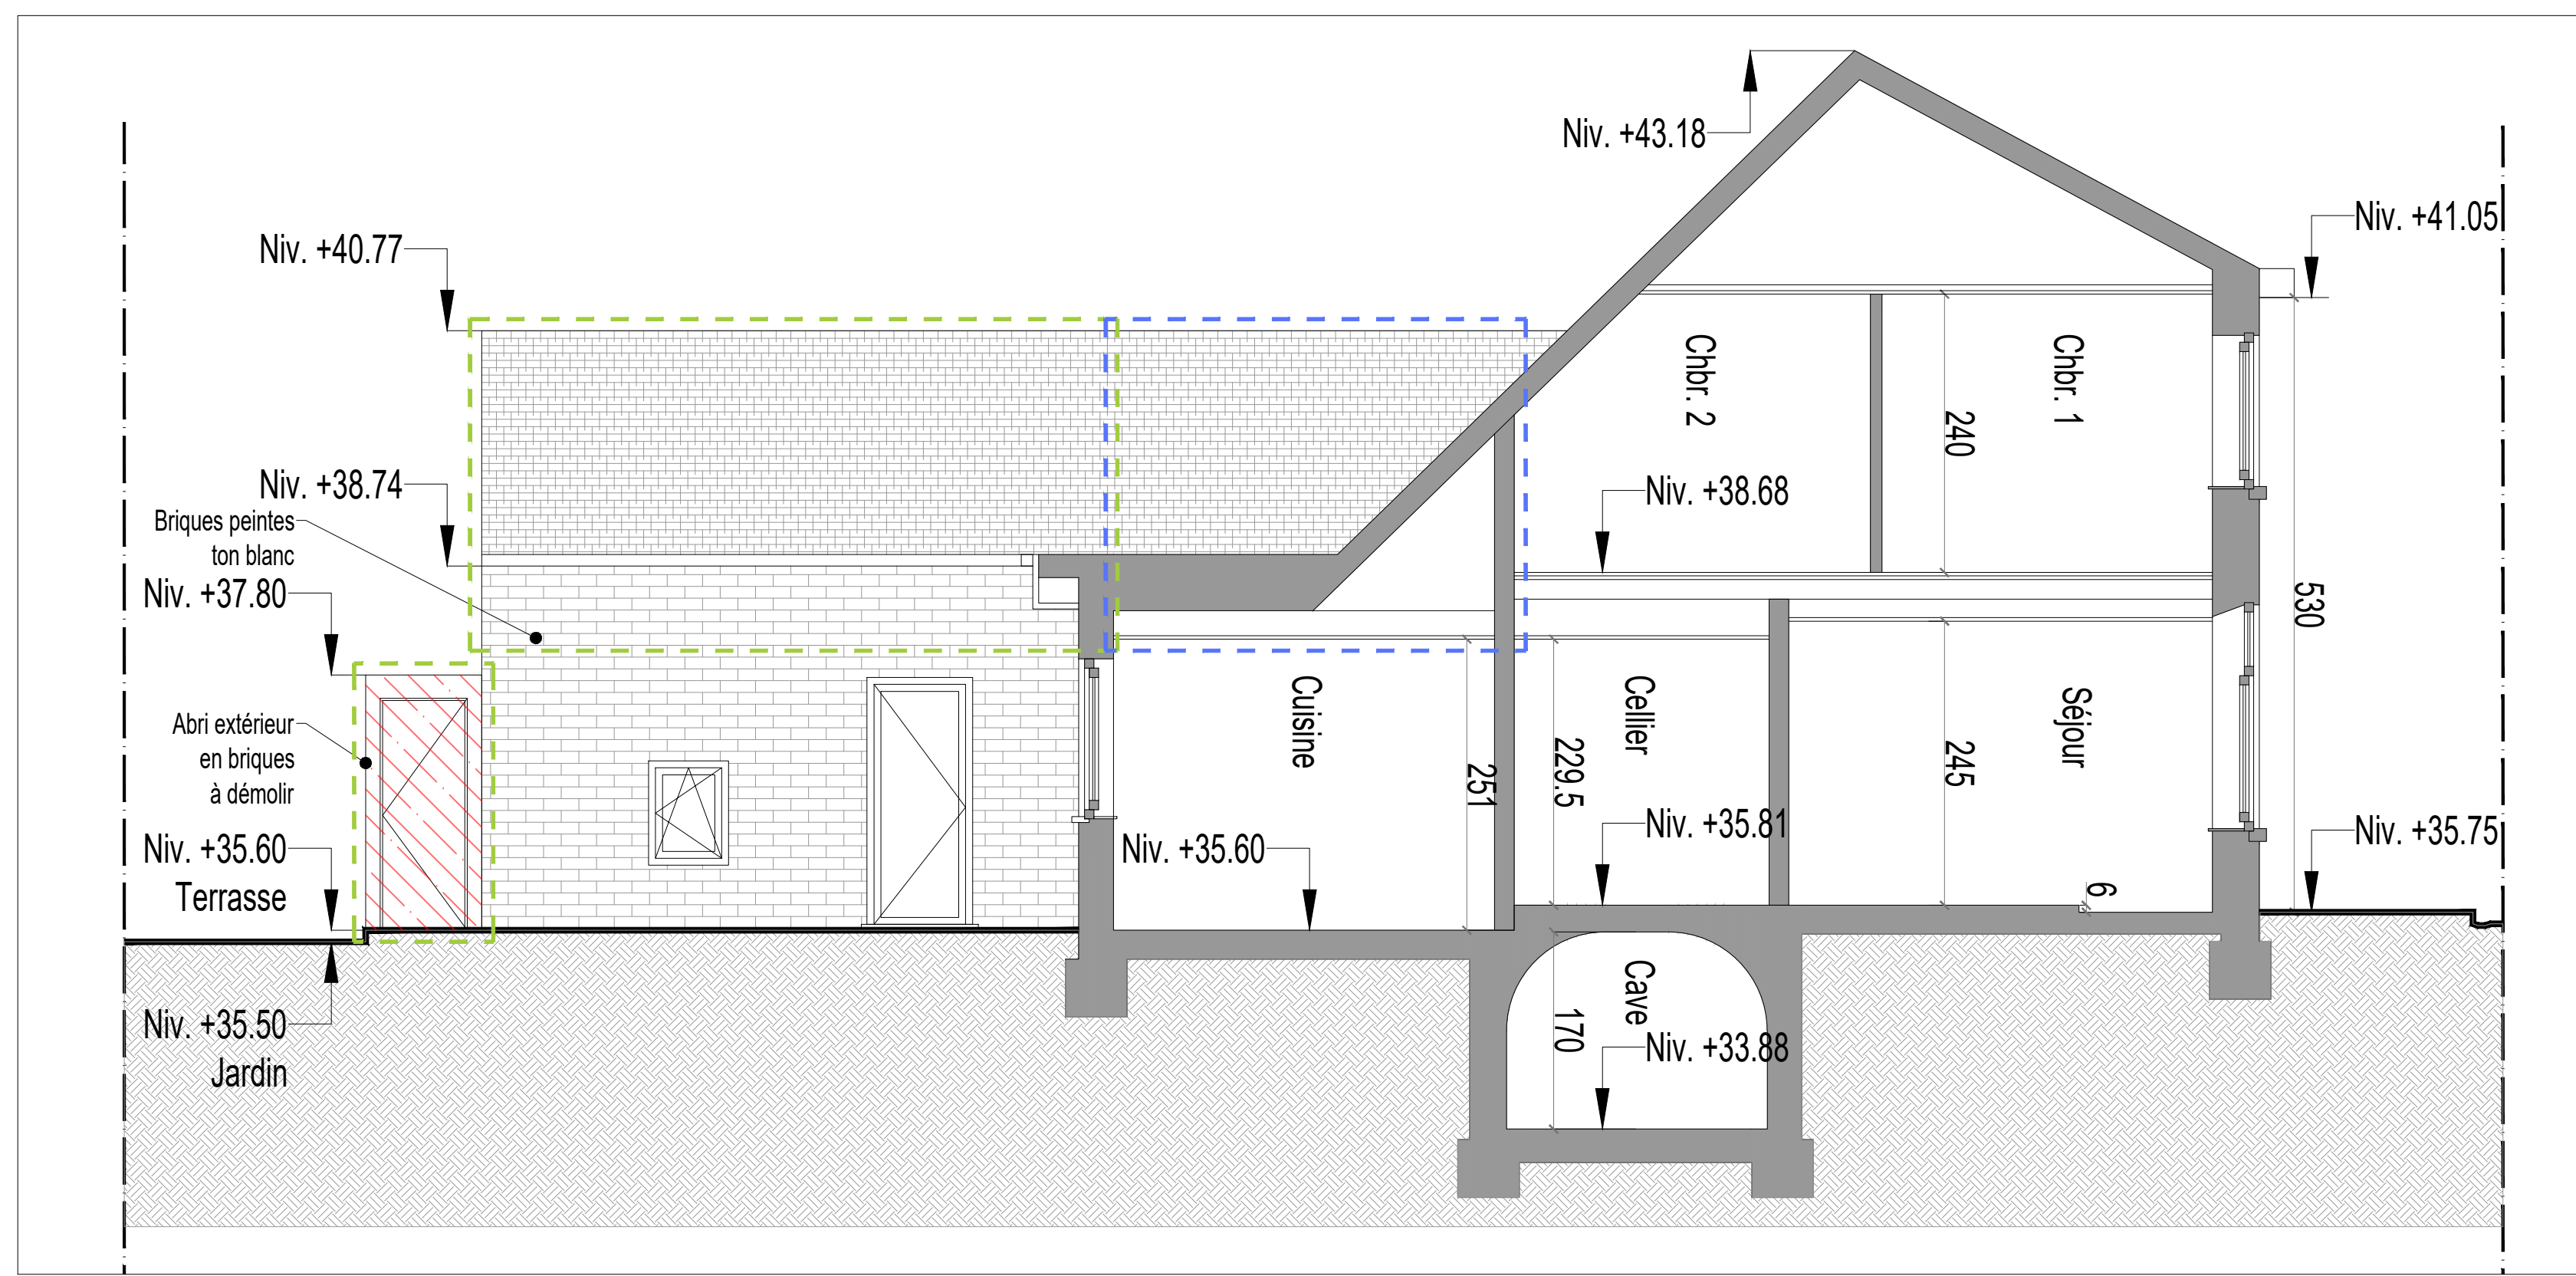 Niv. +43.18
Niv. +41.05
Niv. +40.77
Chbr. 2
Chbr. 1
240
Niv. +38.74
Niv. +38.68
Briques peintes
ton blanc
Niv. +37.80
530
Abri extérieur
en briques
à démolir
Cuisine
Cellier
Séjour
251
229.5
245
Niv. +35.60
Terrasse
Niv. +35.60
Niv. +35.81
Niv. +35.75
6
Niv. +35.50
Jardin
Cave
170
Niv. +33.88